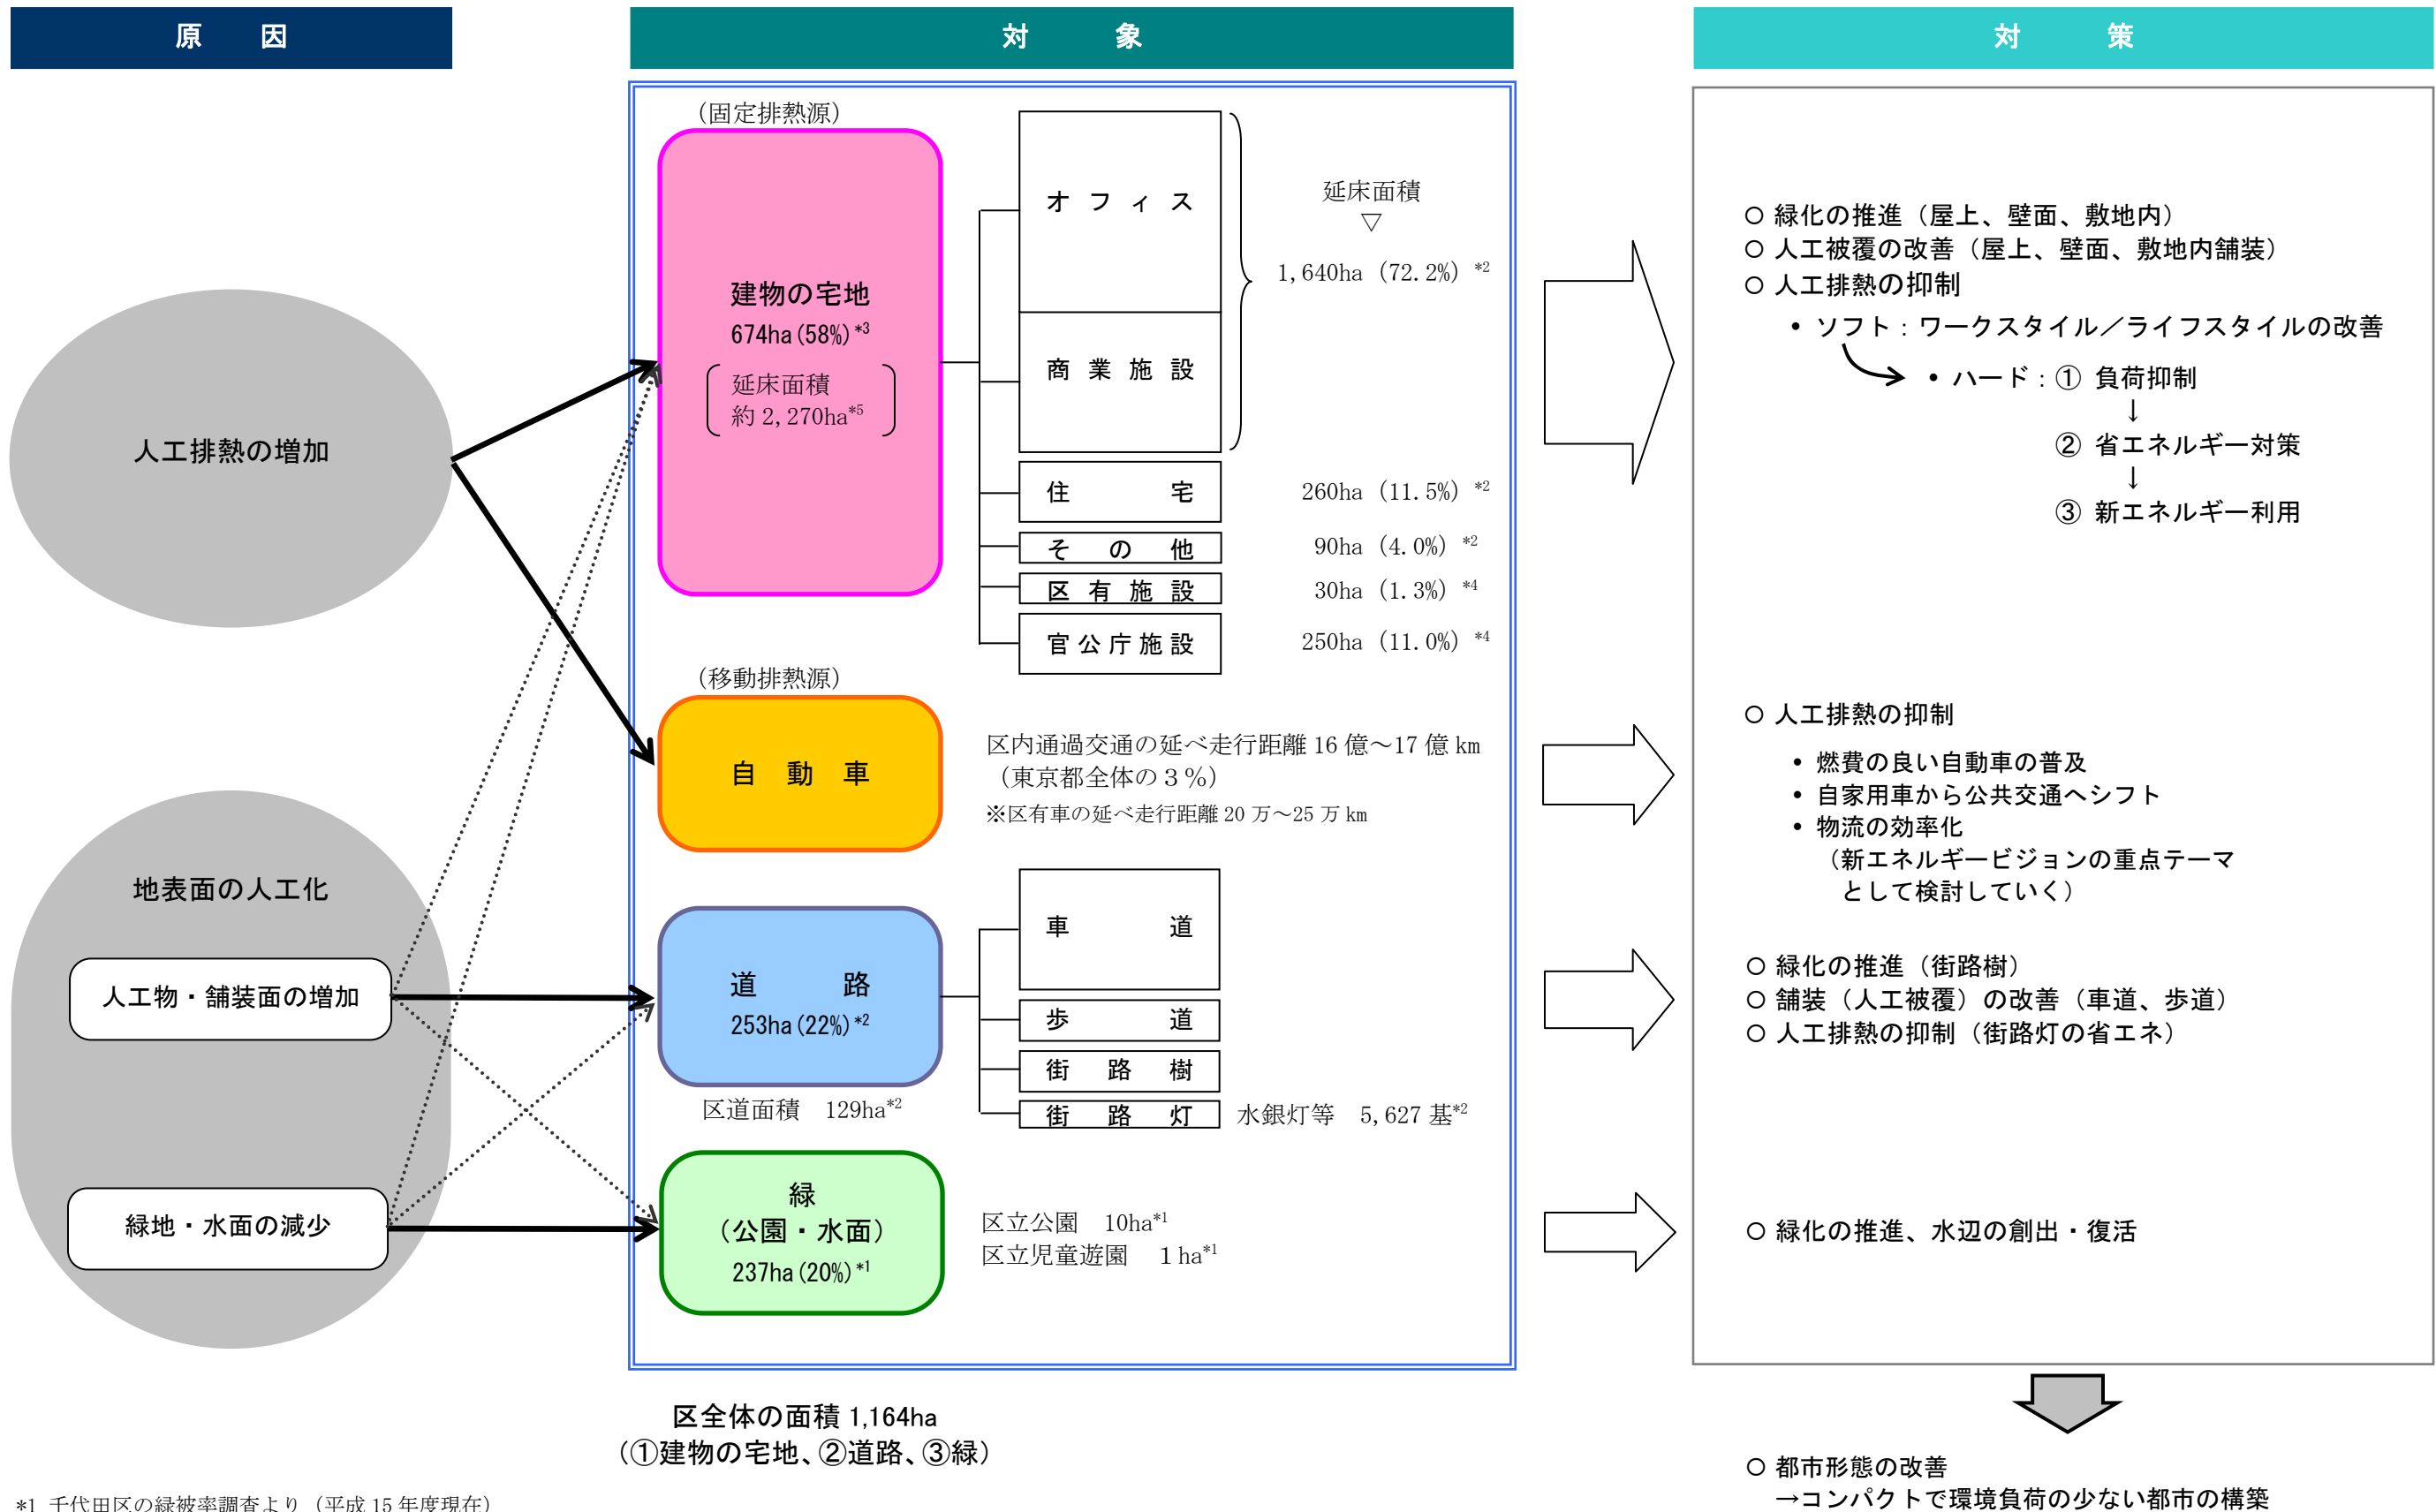 原　因
対　象
対　策
人工排熱の増加
地表面の人工化
人工物・舗装面の増加
緑地・水面の減少
（固定排熱源）
建物の宅地
674ha(58%)*3
延床面積
約2,270ha*5
オフィス
商業施設
住宅
その他
区有施設
官公庁施設
延床面積
▽
1,640ha（72.2%）*2
260ha（11.5%）*2
90ha（4.0%）*2
30ha（1.3%）*4
250ha（11.0%）*4
（移動排熱源）
自動車
区内通過交通の延べ走行距離16億～17億km
（東京都全体の３％）
※区有車の延べ走行距離20万～25万km
道路
253ha(22%)*2
区道面積　129ha*2
車道
歩道
街路樹
街路灯
水銀灯等　5,627基*2
緑
（公園・水面）
237ha(20%)*1
区立公園　10ha*1
区立児童遊園　１ha*1
○ 緑化の推進（屋上、壁面、敷地内）
○ 人工被覆の改善（屋上、壁面、敷地内舗装）
○ 人工排熱の抑制
• ソフト：ワークスタイル／ライフスタイルの改善
• ハード：① 負荷抑制
↓
② 省エネルギー対策
↓
③ 新エネルギー利用
○ 人工排熱の抑制
• 燃費の良い自動車の普及
• 自家用車から公共交通へシフト
• 物流の効率化
（新エネルギービジョンの重点テーマ
として検討していく）
○ 緑化の推進（街路樹）
○ 舗装（人工被覆）の改善（車道、歩道）
○ 人工排熱の抑制（街路灯の省エネ）
○ 緑化の推進、水辺の創出・復活
区全体の面積1,164ha
（①建物の宅地、②道路、③緑）
○ 都市形態の改善
→コンパクトで環境負荷の少ない都市の構築
*1 千代田区の緑被率調査より（平成15年度現在）